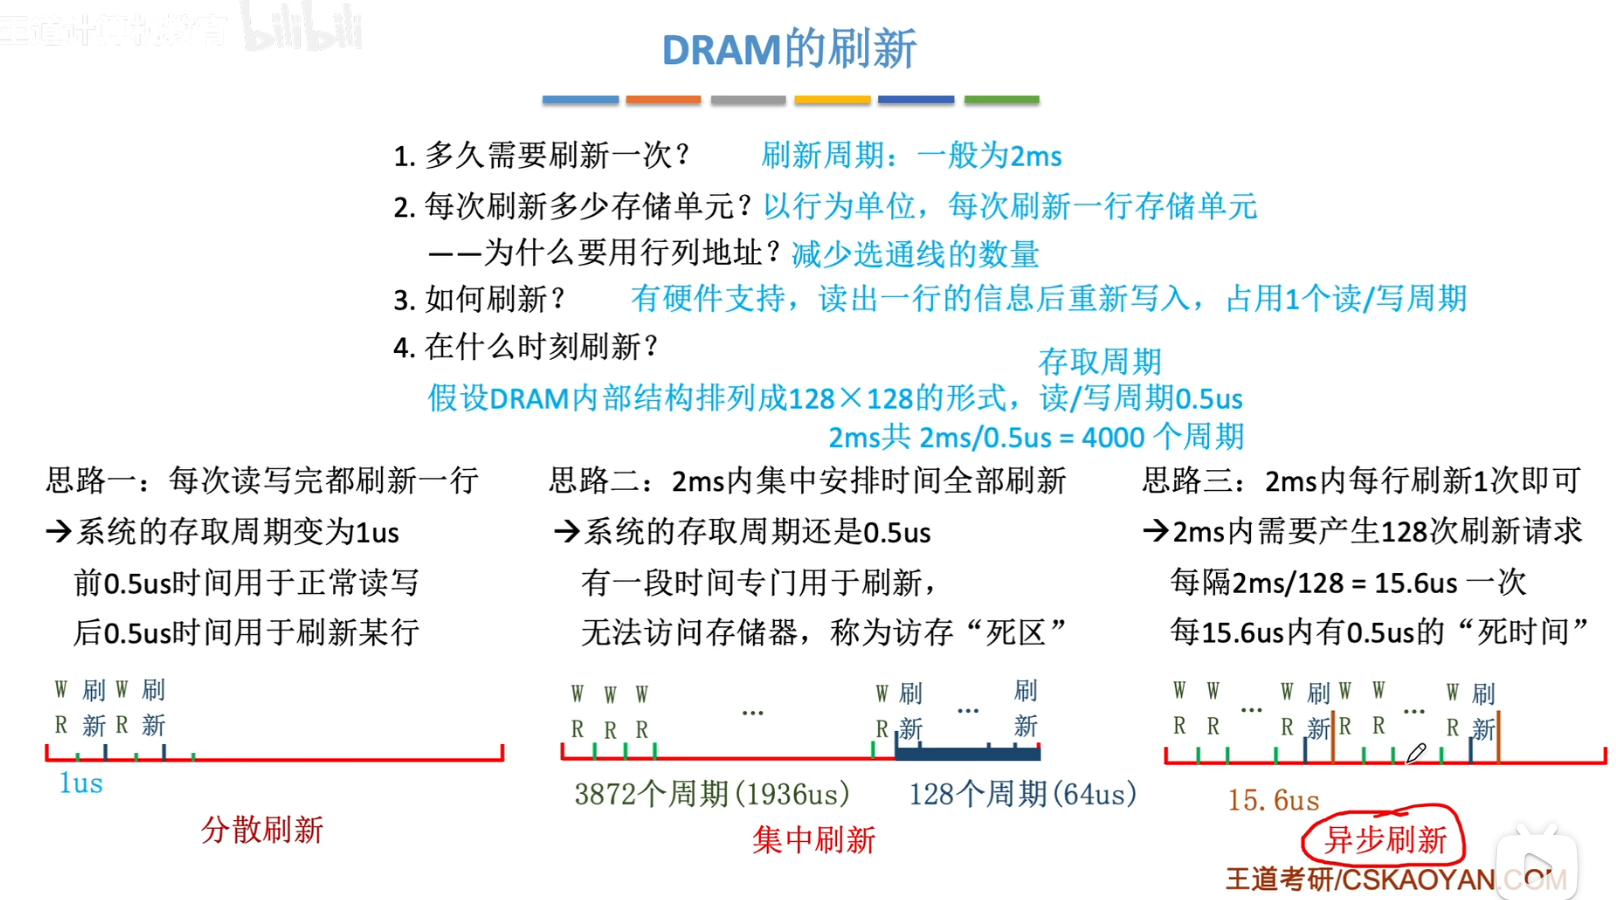 王道计算机教育 bilibili
DRAM的刷新
1. 多久需要刷新一次？ 刷新周期：一般为2ms
2. 每次刷新多少存储单元？以行为单位，每次刷新一行存储单元
——为什么要用行列地址？减少选通线的数量
3. 如何刷新？ 有硬件支持，读出一行的信息后重新写入，占用1个读/写周期
4. 在什么时刻刷新？
存取周期
假设DRAM内部结构排列成128×128的形式，读/写周期0.5us
2ms共 2ms/0.5us = 4000 个周期
思路一：每次读写完都刷新一行
→系统的存取周期变为1us
前0.5us时间用于正常读写
后0.5us时间用于刷新某行
W 刷 W 刷
R 新 R 新
1us
分散刷新
思路二：2ms内集中安排时间全部刷新
→系统的存取周期还是0.5us
有一段时间专门用于刷新，
无法访问存储器，称为访存“死区”
W W W ... W 刷 ... 刷
R R R R 新 新
3872个周期(1936us) 128个周期(64us)
集中刷新
思路三：2ms内每行刷新1次即可
→2ms内需要产生128次刷新请求
每隔2ms/128 = 15.6us 一次
每15.6us内有0.5us的“死时间”
W W ... W 刷 W W ... W 刷
R R R 新 R R R 新
15.6us
异步刷新
王道考研/CSKAOYAN.COM